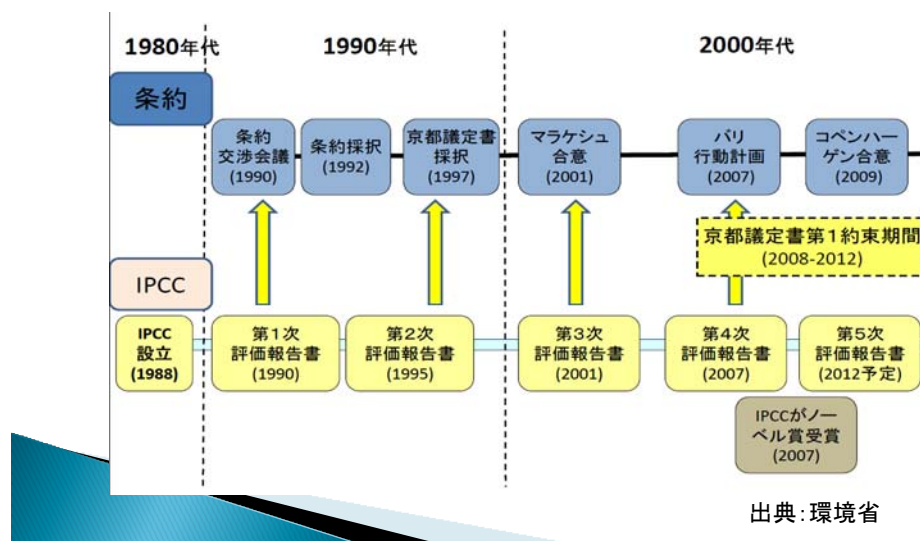 1980年代
1990年代
2000年代
条約
条約
交渉会議
(1990)
条約採択
(1992)
京都議定書
採択
(1997)
マラケシュ
合意
(2001)
バリ
行動計画
(2007)
コペンハー
ゲン合意
(2009)
京都議定書第1約束期間
(2008-2012)
IPCC
IPCC
設立
(1988)
第1次
評価報告書
(1990)
第2次
評価報告書
(1995)
第3次
評価報告書
(2001)
第4次
評価報告書
(2007)
第5次
評価報告書
(2012予定)
IPCCがノー
ベル賞受賞
(2007)
出典:環境省